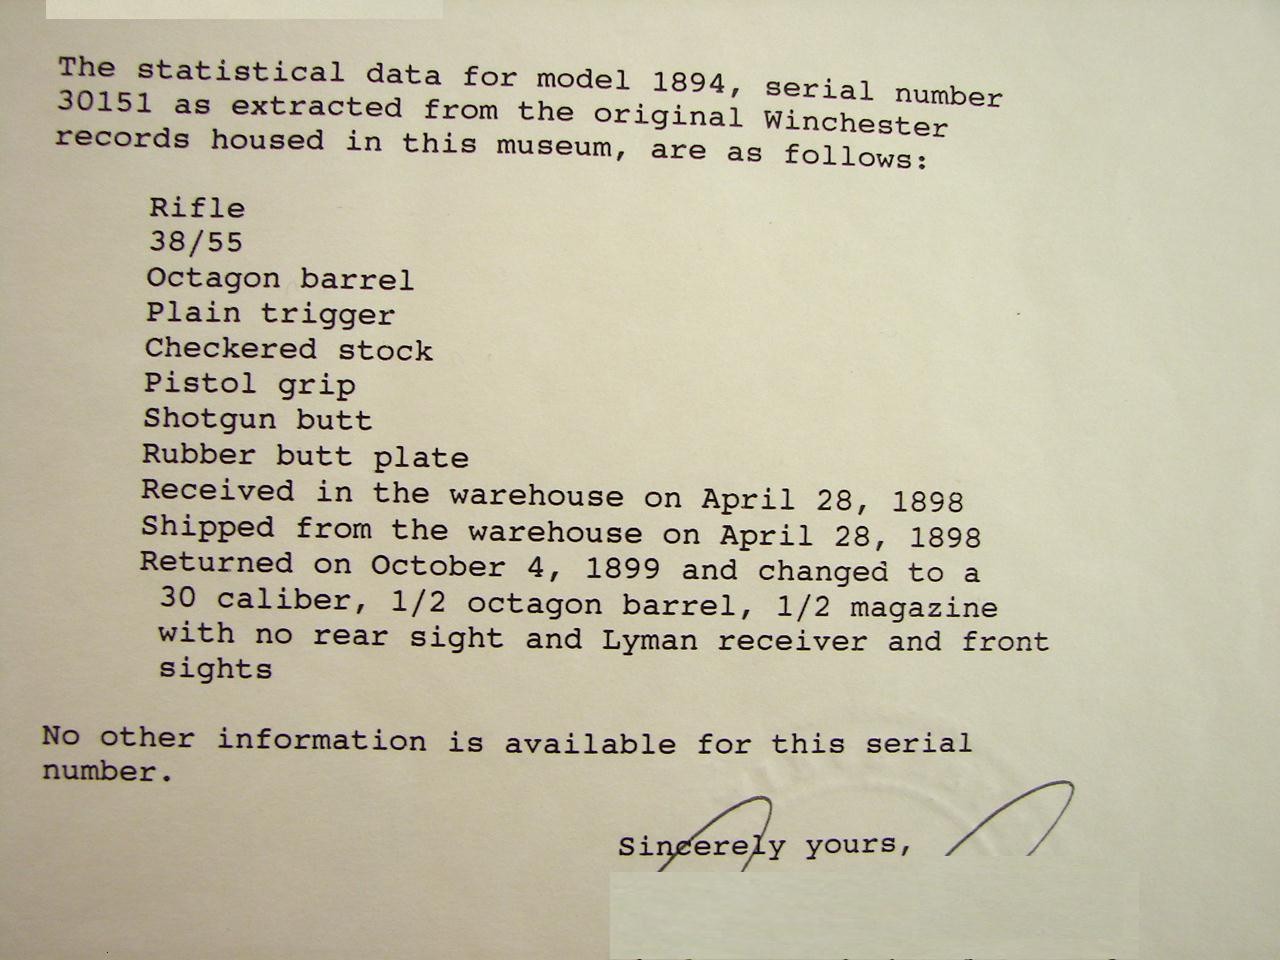 The statistical data for model 1894, serial number
30151 as extracted from the original Winchester
records housed in this museum, are as follows:
Rifle
38/55
Octagon barrel
Plain trigger
Checkered stock
Pistol grip
Shotgun butt
Rubber butt plate
Received in the warehouse on April 28, 1898
Shipped from the warehouse on April 28, 1898
Returned on October 4, 1899 and changed to a
30 caliber, 1/2 octagon barrel, 1/2 magazine
with no rear sight and Lyman receiver and front
sights
No other information is available for this serial
number.
Sincerely yours,